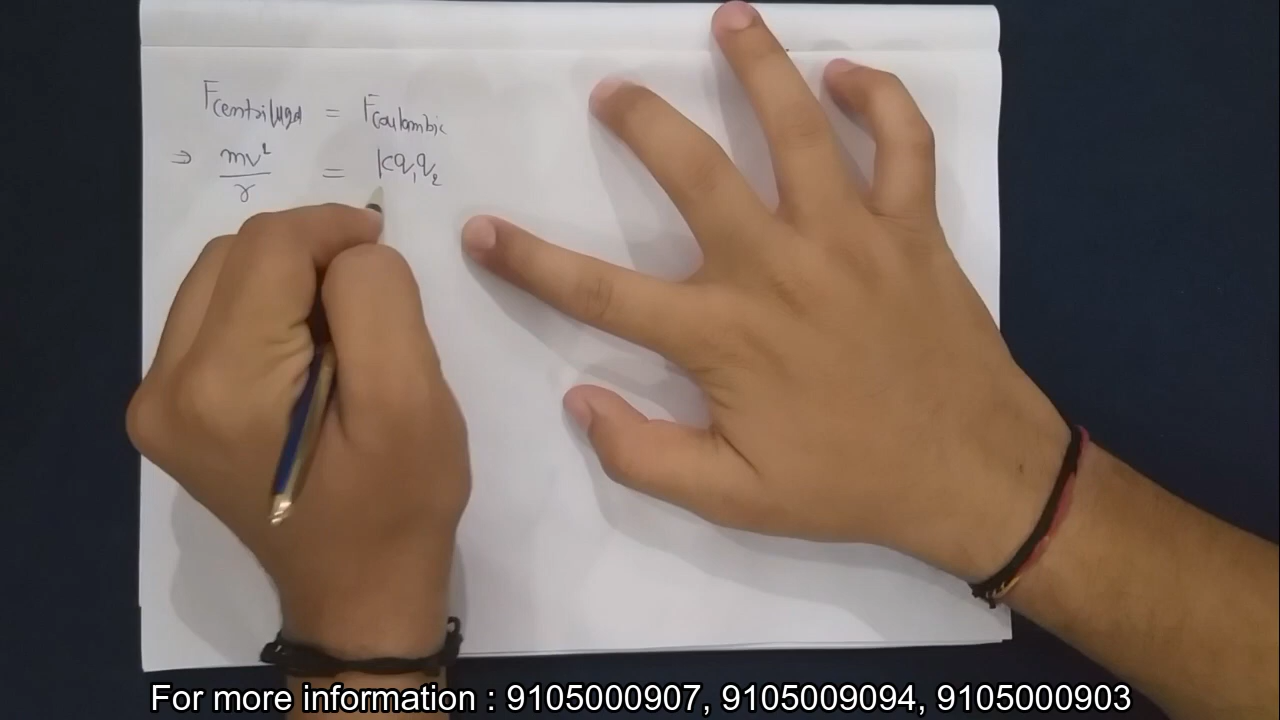 Fcentrifugal = Fcoulombic
⇒ mv²/r = kq₁q₂
For more information : 9105000907, 9105009094, 9105000903